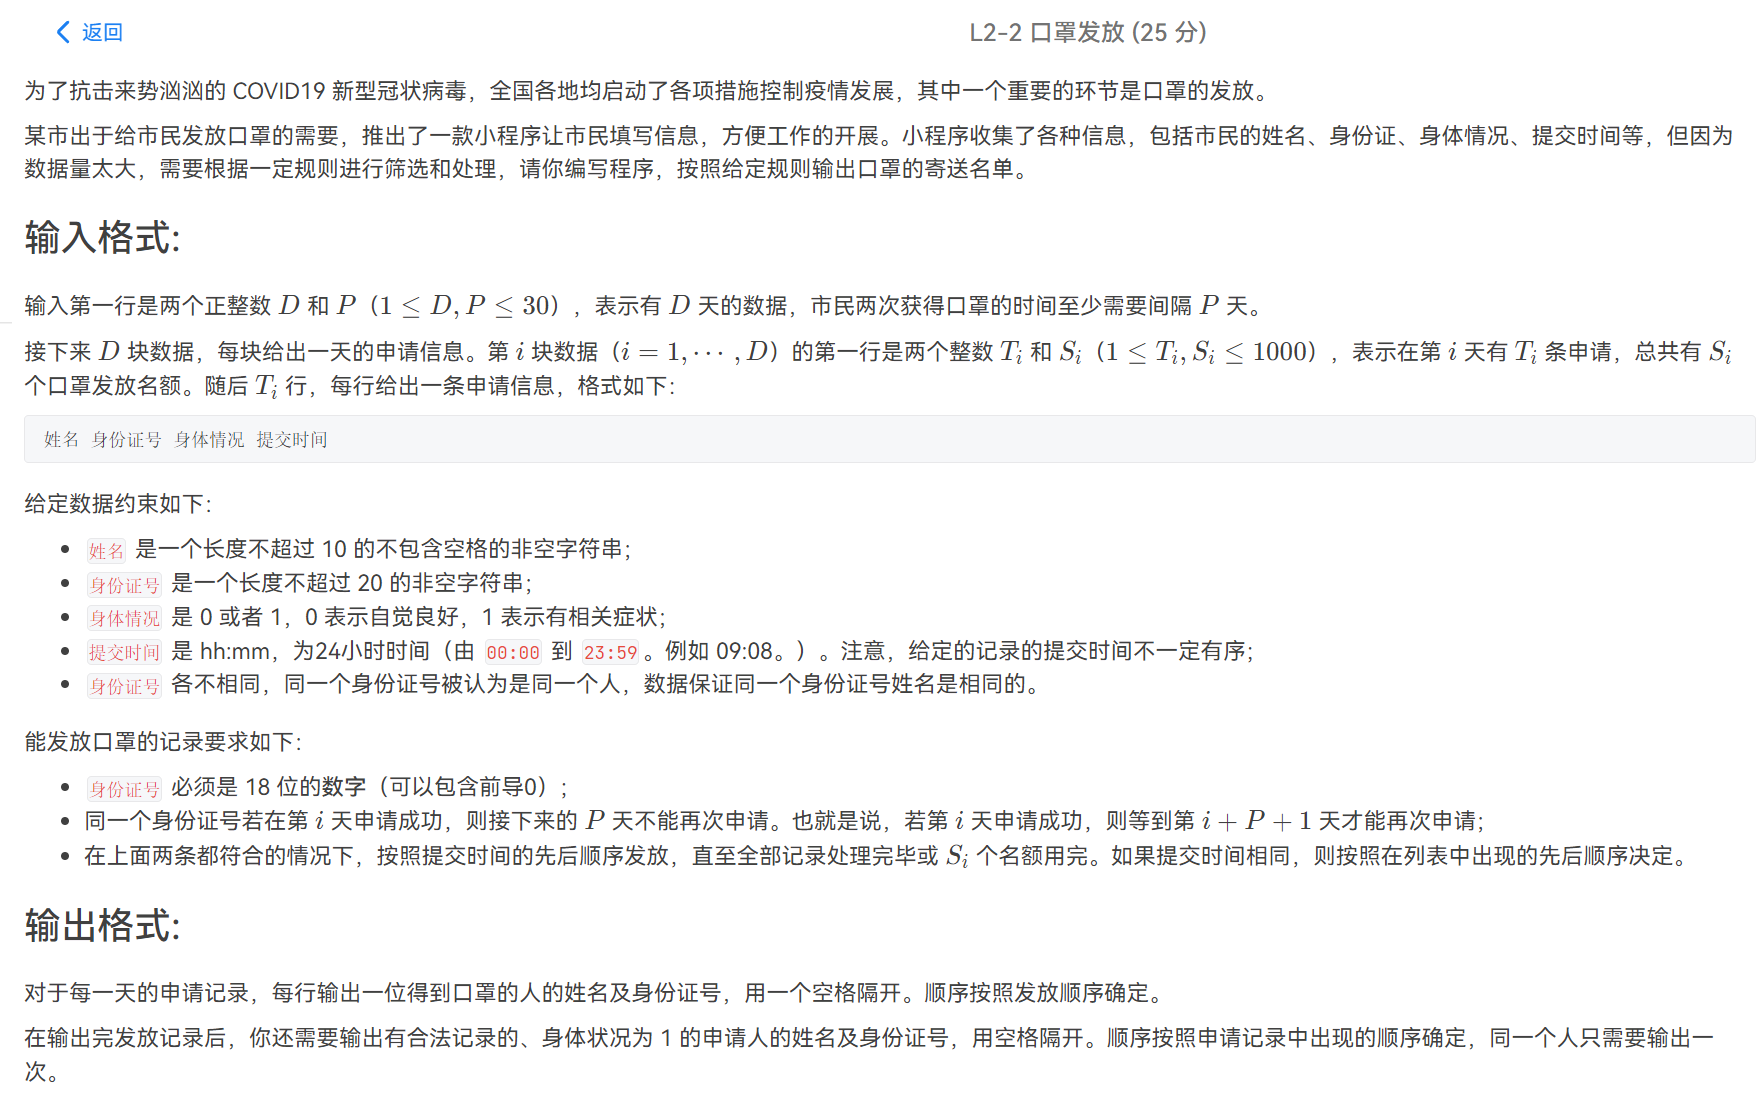 返回
L2-2 口罩发放 (25 分)
为了抗击来势汹汹的 COVID19 新型冠状病毒，全国各地均启动了各项措施控制疫情发展，其中一个重要的环节是口罩的发放。
某市出于给市民发放口罩的需要，推出了一款小程序让市民填写信息，方便工作的开展。小程序收集了各种信息，包括市民的姓名、身份证、身体情况、提交时间等，但因为
数据量太大，需要根据一定规则进行筛选和处理，请你编写程序，按照给定规则输出口罩的寄送名单。
输入格式:
输入第一行是两个正整数 D 和 P（1 ≤ D, P ≤ 30），表示有 D 天的数据，市民两次获得口罩的时间至少需要间隔 P 天。
接下来 D 块数据，每块给出一天的申请信息。第 i 块数据（i = 1, ⋯ , D）的第一行是两个整数 Tᵢ 和 Sᵢ（1 ≤ Tᵢ, Sᵢ ≤ 1000），表示在第 i 天有 Tᵢ 条申请，总共有 Sᵢ
个口罩发放名额。随后 Tᵢ 行，每行给出一条申请信息，格式如下：
姓名 身份证号 身体情况 提交时间
给定数据约束如下：
• 姓名 是一个长度不超过 10 的不包含空格的非空字符串；
• 身份证号 是一个长度不超过 20 的非空字符串；
• 身体情况 是 0 或者 1，0 表示自觉良好，1 表示有相关症状；
• 提交时间 是 hh:mm，为24小时时间（由 00:00 到 23:59。例如 09:08。）。注意，给定的记录的提交时间不一定有序；
• 身份证号 各不相同，同一个身份证号被认为是同一个人，数据保证同一个身份证号姓名是相同的。
能发放口罩的记录要求如下：
• 身份证号 必须是 18 位的数字（可以包含前导0）；
• 同一个身份证号若在第 i 天申请成功，则接下来的 P 天不能再次申请。也就是说，若第 i 天申请成功，则等到第 i + P + 1 天才能再次申请；
• 在上面两条都符合的情况下，按照提交时间的先后顺序发放，直至全部记录处理完毕或 Sᵢ 个名额用完。如果提交时间相同，则按照在列表中出现的先后顺序决定。
输出格式:
对于每一天的申请记录，每行输出一位得到口罩的人的姓名及身份证号，用一个空格隔开。顺序按照发放顺序确定。
在输出完发放记录后，你还需要输出有合法记录的、身体状况为 1 的申请人的姓名及身份证号，用空格隔开。顺序按照申请记录中出现的顺序确定，同一个人只需要输出一
次。